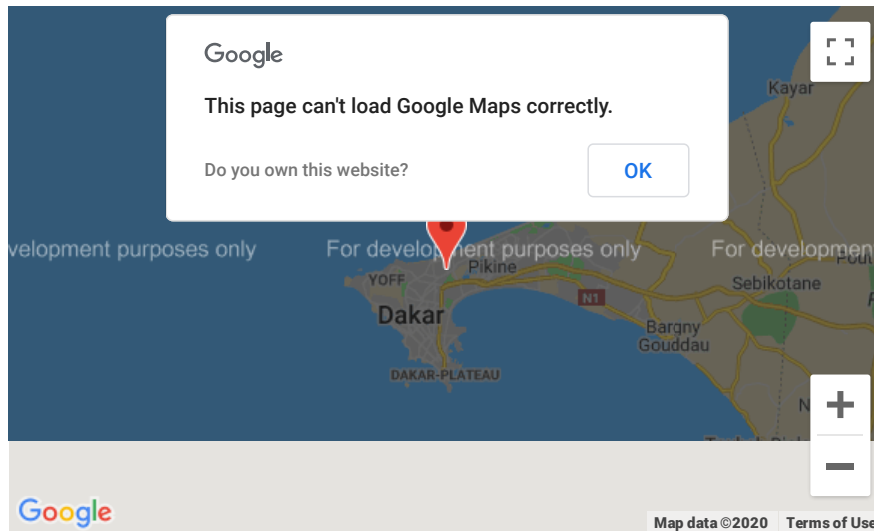 Google
This page can't load Google Maps correctly.
Do you own this website?
OK
Kayar
velopment purposes only
For development purposes only
For developmen
Pikine
YOFF
Sebikotane
N1
Dakar
Bargny
Gouddau
DAKAR-PLATEAU
N
Google
Map data ©2020
Terms of Use